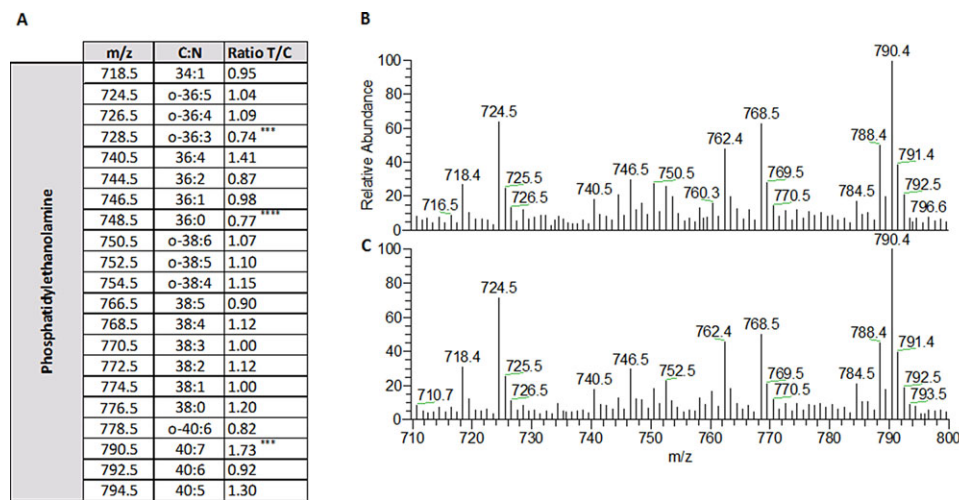 A
m/z C:N Ratio T/C
Phosphatidylethanolamine
718.5 34:1 0.95
724.5 o-36:5 1.04
726.5 o-36:4 1.09
728.5 o-36:3 0.74 ***
740.5 36:4 1.41
744.5 36:2 0.87
746.5 36:1 0.98
748.5 36:0 0.77 ****
750.5 o-38:6 1.07
752.5 o-38:5 1.10
754.5 o-38:4 1.15
766.5 38:5 0.90
768.5 38:4 1.12
770.5 38:3 1.00
772.5 38:2 1.12
774.5 38:1 1.00
776.5 38:0 1.20
778.5 o-40:6 0.82
790.5 40:7 1.73 ***
792.5 40:6 0.92
794.5 40:5 1.30
B
Relative Abundance
100
80
60
40
20
0
790.4
724.5
768.5
762.4
788.4
718.4
725.5
746.5
750.5
769.5
791.4
716.5
726.5
740.5
760.3
770.5
784.5
792.5
796.6
C
100
80
60
40
20
0
790.4
724.5
768.5
762.4
788.4
718.4
725.5
746.5
752.5
769.5
791.4
710.7
726.5
740.5
770.5
784.5
792.5
793.5
710 720 730 740 750 760 770 780 790 800
m/z